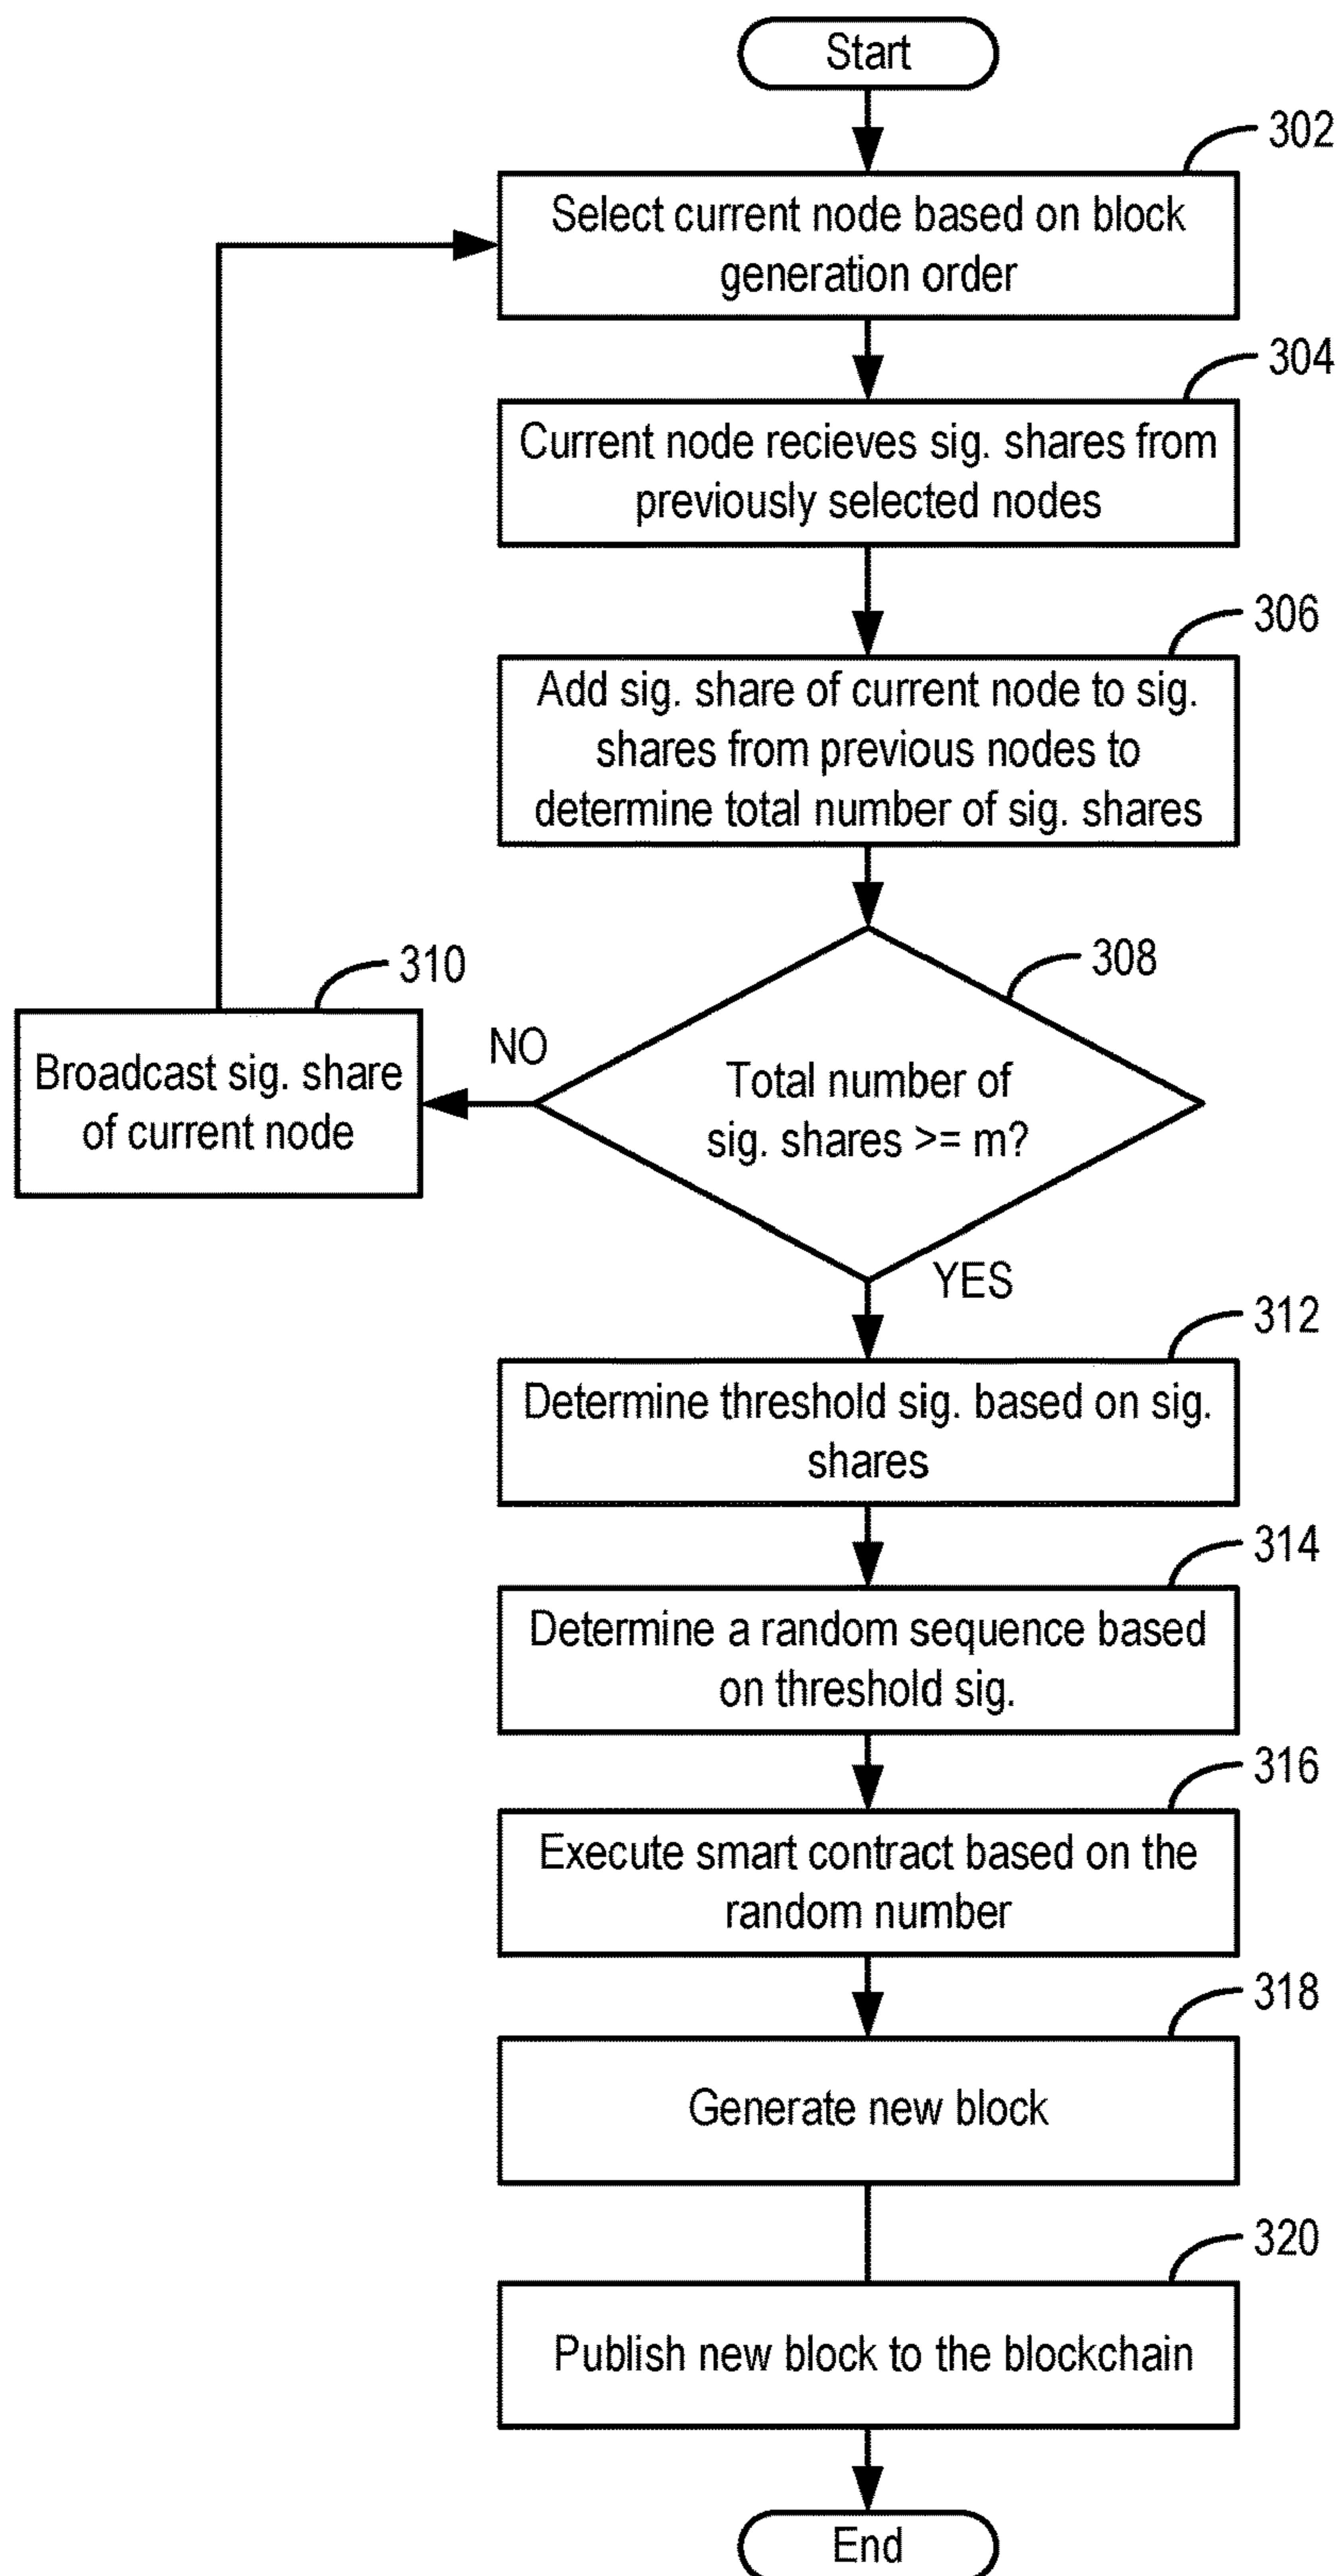 Start
302
Select current node based on block
generation order
304
Current node recieves sig. shares from
previously selected nodes
306
Add sig. share of current node to sig.
shares from previous nodes to
determine total number of sig. shares
308
Total number of
sig. shares >= m?
NO
310
Broadcast sig. share
of current node
YES
312
Determine threshold sig. based on sig.
shares
314
Determine a random sequence based
on threshold sig.
316
Execute smart contract based on the
random number
318
Generate new block
320
Publish new block to the blockchain
End